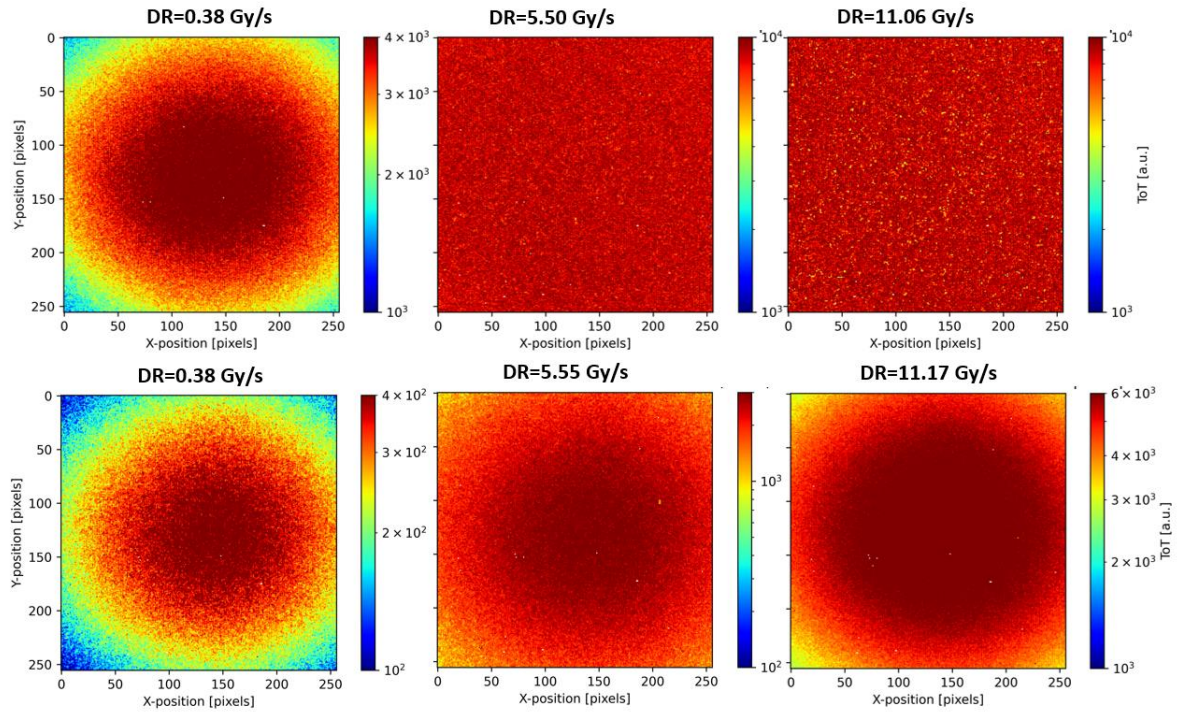 DR=0.38 Gy/s
DR=5.50 Gy/s
DR=11.06 Gy/s
0
50
100
150
200
250
Y-position [pixels]
0 50 100 150 200 250
X-position [pixels]
4 × 10³
3 × 10³
2 × 10³
10³
0 50 100 150 200 250
X-position [pixels]
10⁴
10³
0 50 100 150 200 250
X-position [pixels]
10⁴
10³
ToT [a.u.]
DR=0.38 Gy/s
DR=5.55 Gy/s
DR=11.17 Gy/s
0
50
100
150
200
250
Y-position [pixels]
0 50 100 150 200 250
X-position [pixels]
4 × 10²
3 × 10²
2 × 10²
10²
0 50 100 150 200 250
X-position [pixels]
10³
10²
0 50 100 150 200 250
X-position [pixels]
6 × 10³
4 × 10³
3 × 10³
2 × 10³
10³
ToT [a.u.]